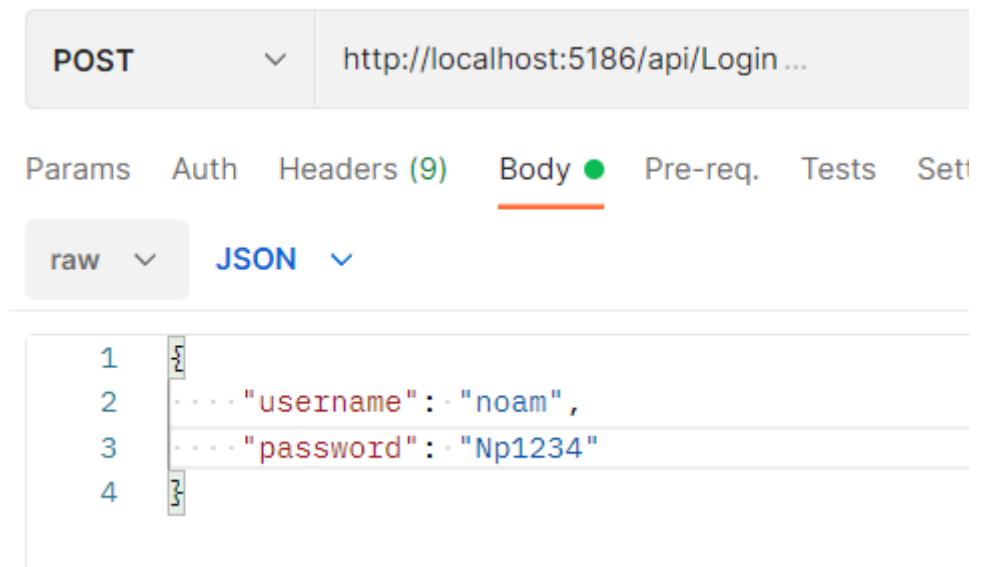 POST http://localhost:5186/api/Login ...
Params Auth Headers (9) Body Pre-req. Tests Sett
raw JSON
1 {
2 ····"username":·"noam",
3 ····"password":·"Np1234"
4 }